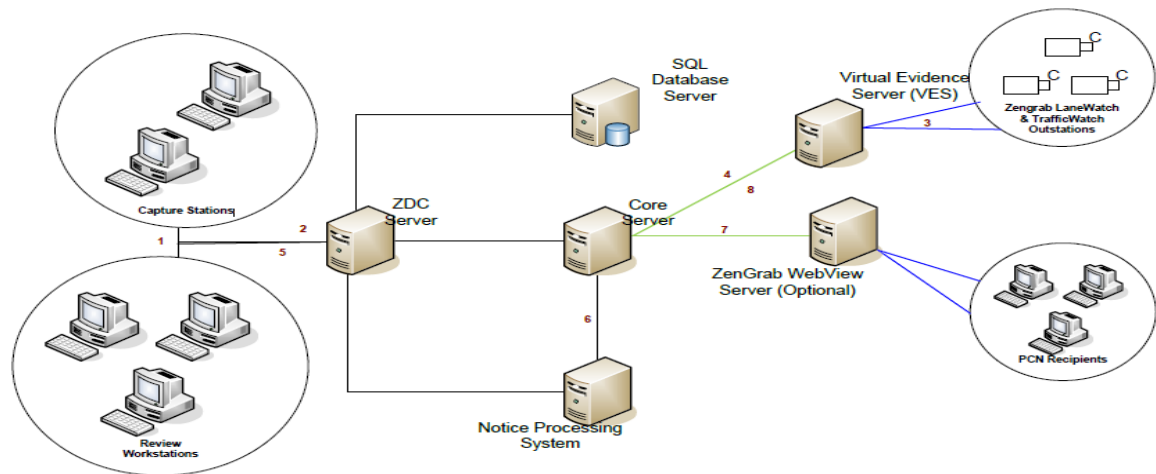 SQL
Database
Server
Virtual Evidence
Server (VES)
C
C
C
Zengrab LaneWatch
& TrafficWatch
Outstations
3
Capture Stations
4
8
ZDC
Server
Core
Server
1
2
5
7
ZenGrab WebView
Server (Optional)
6
PCN Recipients
Notice Processing
System
Review
Workstations